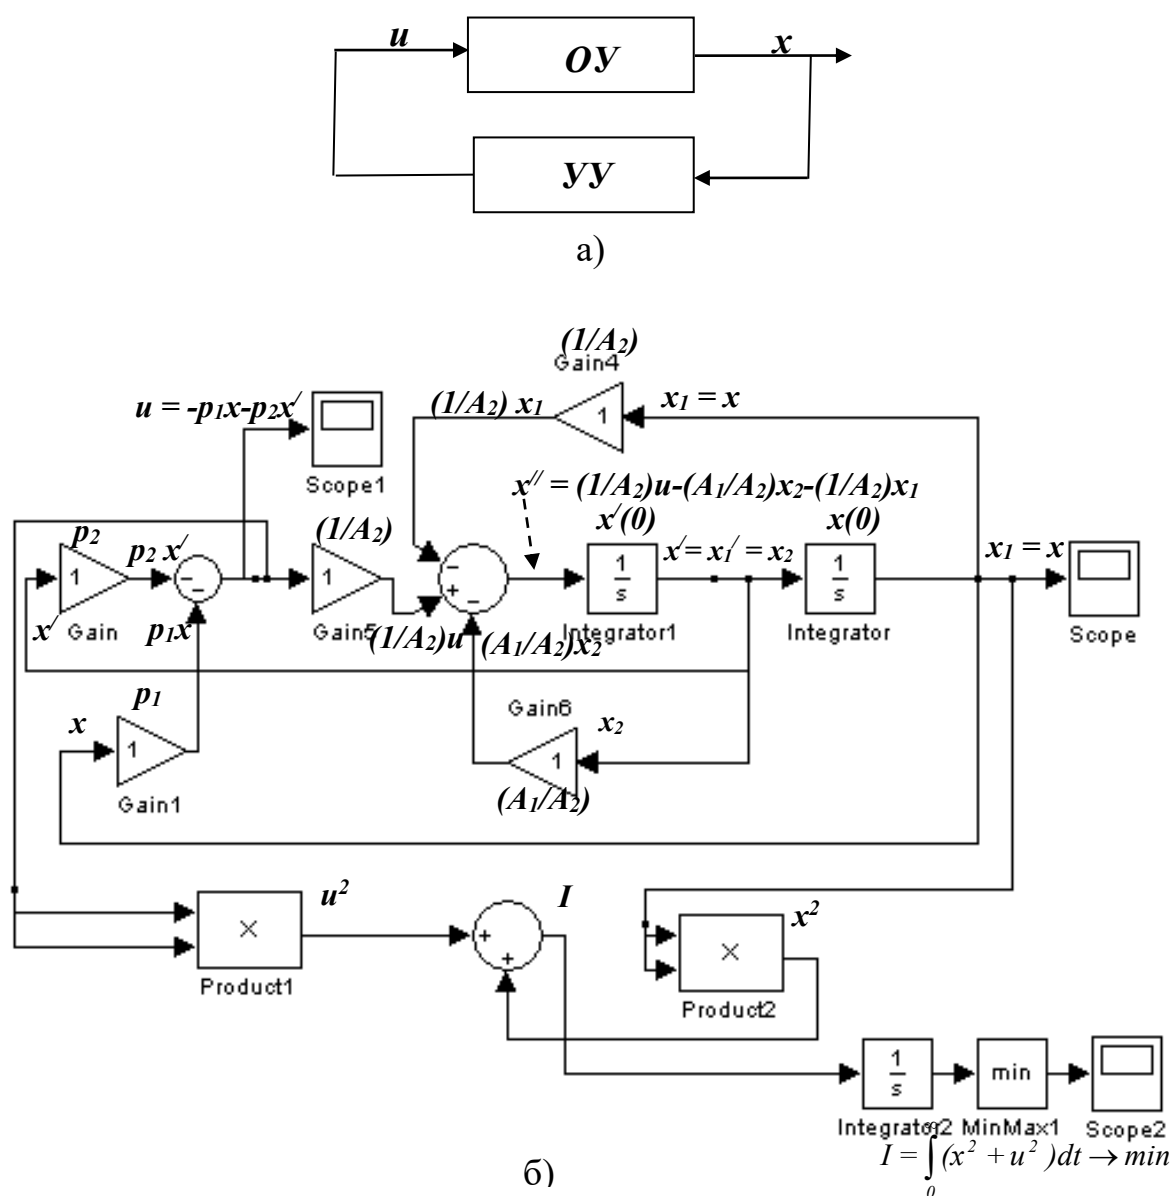 u
ОУ
x
УУ
а)
(1/A₂)
Gain4
u = -p₁x-p₂x′
(1/A₂) x₁
1
x₁ = x
Scope1
x″ = (1/A₂)u-(A₁/A₂)x₂-(1/A₂)x₁
p₂
(1/A₂)
x′(0)
x(0)
p₂ x′
x′= x₁′ = x₂
x₁ = x
1
−
−
1
−
+
−
1/s
1/s
x′
Gain
p₁x
Gain5
(1/A₂)u
(A₁/A₂)x₂
Integrator1
Integrator
Scope
p₁
x
Gain6
x₂
1
1
Gain1
(A₁/A₂)
u²
I
x²
×
+
+
×
Product1
Product2
1/s
min
Integrator2
MinMax1
Scope2
I = ∫₀^∞ (x² + u² )dt → min
б)